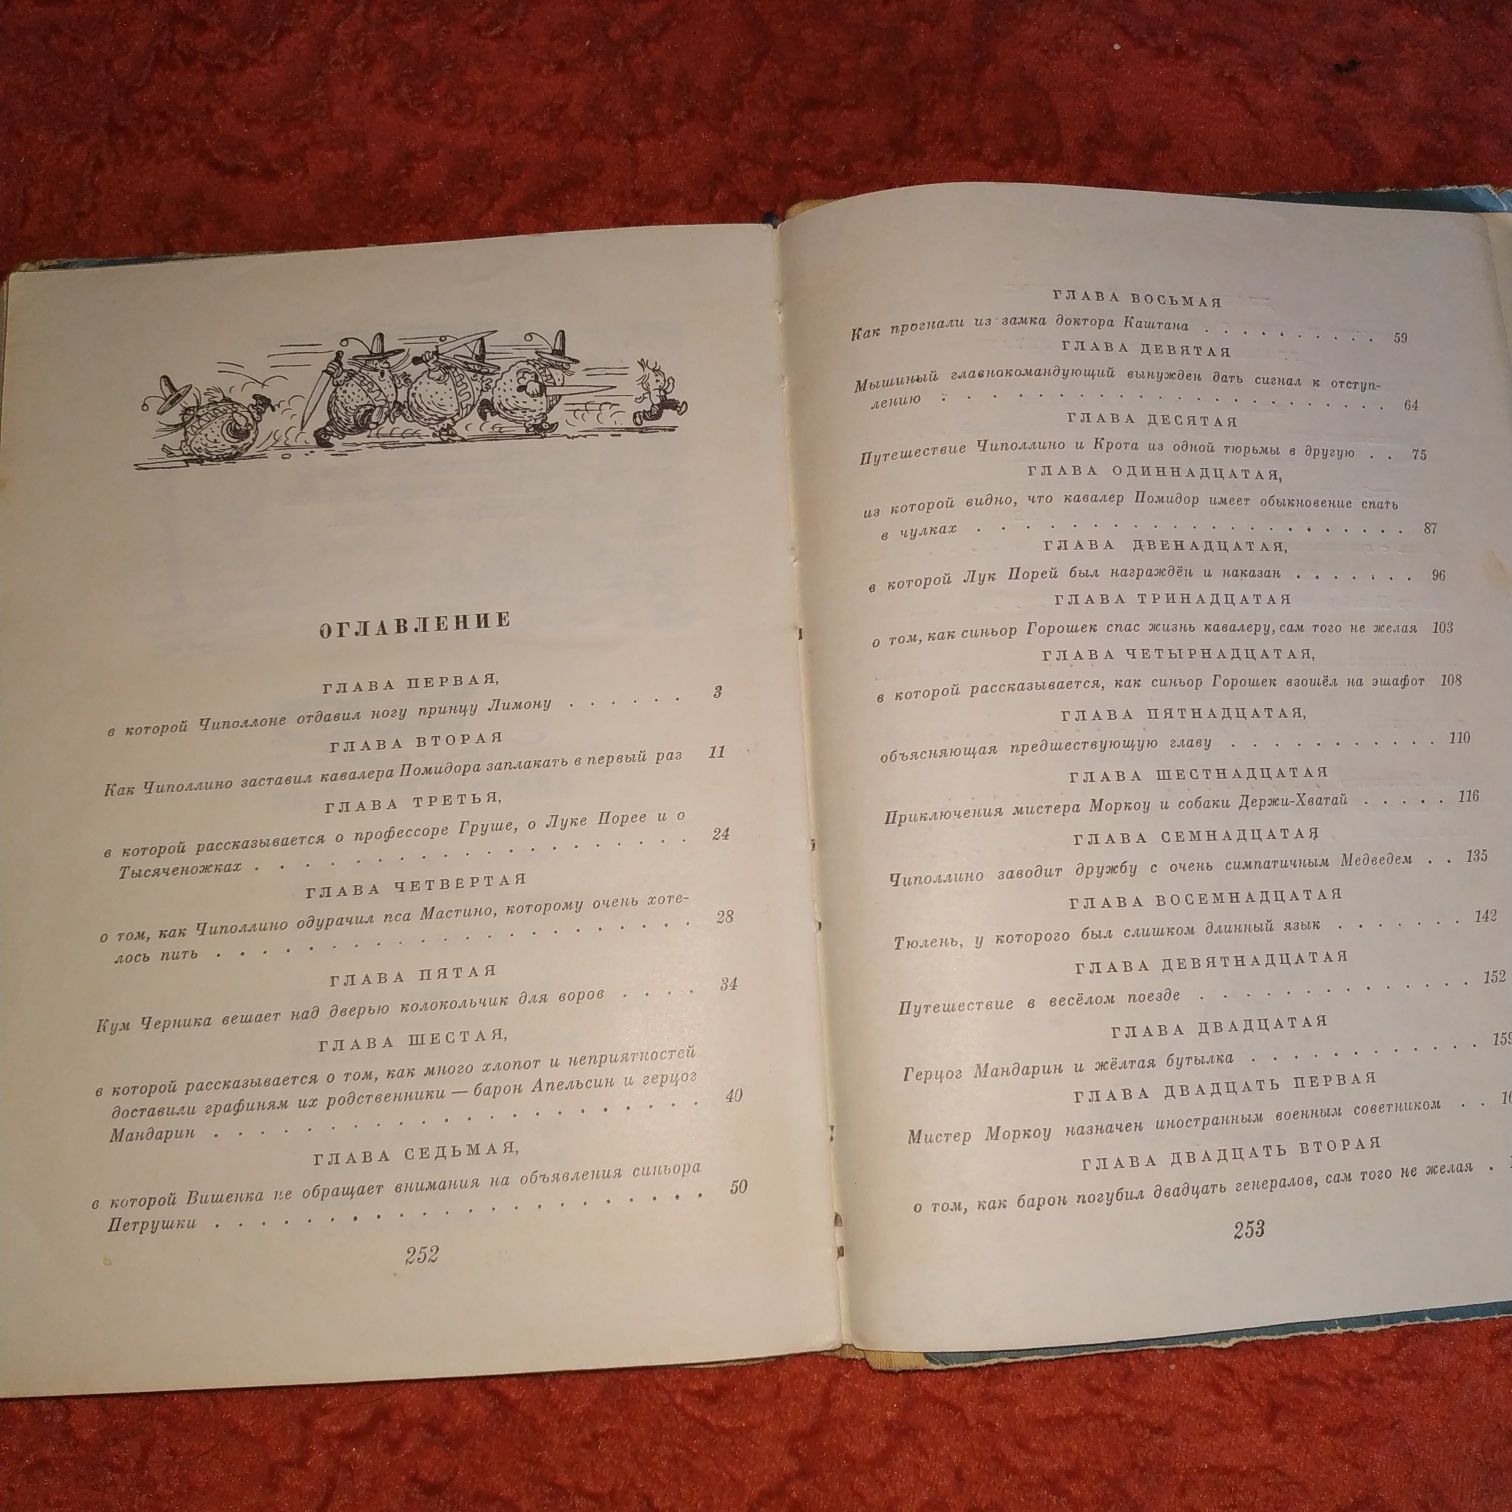 ОГЛАВЛЕНИЕ
ГЛАВА ПЕРВАЯ,
в которой Чиполлоне отдавил ногу принцу Лимону . . . . . . 3
ГЛАВА ВТОРАЯ
Как Чиполлино заставил кавалера Помидора заплакать в первый раз 11
ГЛАВА ТРЕТЬЯ,
в которой рассказывается о профессоре Груше, о Луке Порее и о
Тысяченожках . . . . . . . . . . . . . . . . . . 24
ГЛАВА ЧЕТВЕРТАЯ
о том, как Чиполлино одурачил пса Мастино, которому очень хоте-
лось пить . . . . . . . . . . . . . . . . . . . . 28
ГЛАВА ПЯТАЯ
Кум Черника вешает над дверью колокольчик для воров . . . . 34
ГЛАВА ШЕСТАЯ,
в которой рассказывается о том, как много хлопот и неприятностей
доставили графиням их родственники — барон Апельсин и герцог
Мандарин . . . . . . . . . . . . . . . . . . . . 40
ГЛАВА СЕДЬМАЯ,
в которой Вишенка не обращает внимания на объявления синьора
Петрушки . . . . . . . . . . . . . . . . . . . . 50
252
ГЛАВА ВОСЬМАЯ
Как прогнали из замка доктора Каштана . . . . . . . . . . 59
ГЛАВА ДЕВЯТАЯ
Мышиный главнокомандующий вынужден дать сигнал к отступ-
лению . . . . . . . . . . . . . . . . . . . . . 64
ГЛАВА ДЕСЯТАЯ
Путешествие Чиполлино и Крота из одной тюрьмы в другую . . 75
ГЛАВА ОДИННАДЦАТАЯ,
из которой видно, что кавалер Помидор имеет обыкновение спать
в чулках . . . . . . . . . . . . . . . . . . . . 87
ГЛАВА ДВЕНАДЦАТАЯ,
в которой Лук Порей был награждён и наказан . . . . . . . 96
ГЛАВА ТРИНАДЦАТАЯ
о том, как синьор Горошек спас жизнь кавалеру, сам того не желая 103
ГЛАВА ЧЕТЫРНАДЦАТАЯ,
в которой рассказывается, как синьор Горошек взошёл на эшафот 108
ГЛАВА ПЯТНАДЦАТАЯ,
объясняющая предшествующую главу . . . . . . . . . . . 110
ГЛАВА ШЕСТНАДЦАТАЯ
Приключения мистера Моркоу и собаки Держи-Хватай . . . . . 116
ГЛАВА СЕМНАДЦАТАЯ
Чиполлино заводит дружбу с очень симпатичным Медведем . . 135
ГЛАВА ВОСЕМНАДЦАТАЯ
Тюлень, у которого был слишком длинный язык . . . . . . . 142
ГЛАВА ДЕВЯТНАДЦАТАЯ
Путешествие в весёлом поезде . . . . . . . . . . . . . 152
ГЛАВА ДВАДЦАТАЯ
Герцог Мандарин и жёлтая бутылка . . . . . . . . . . . 159
ГЛАВА ДВАДЦАТЬ ПЕРВАЯ
Мистер Моркоу назначен иностранным военным советником . .
ГЛАВА ДВАДЦАТЬ ВТОРАЯ
о том, как барон погубил двадцать генералов, сам того не желая .
253